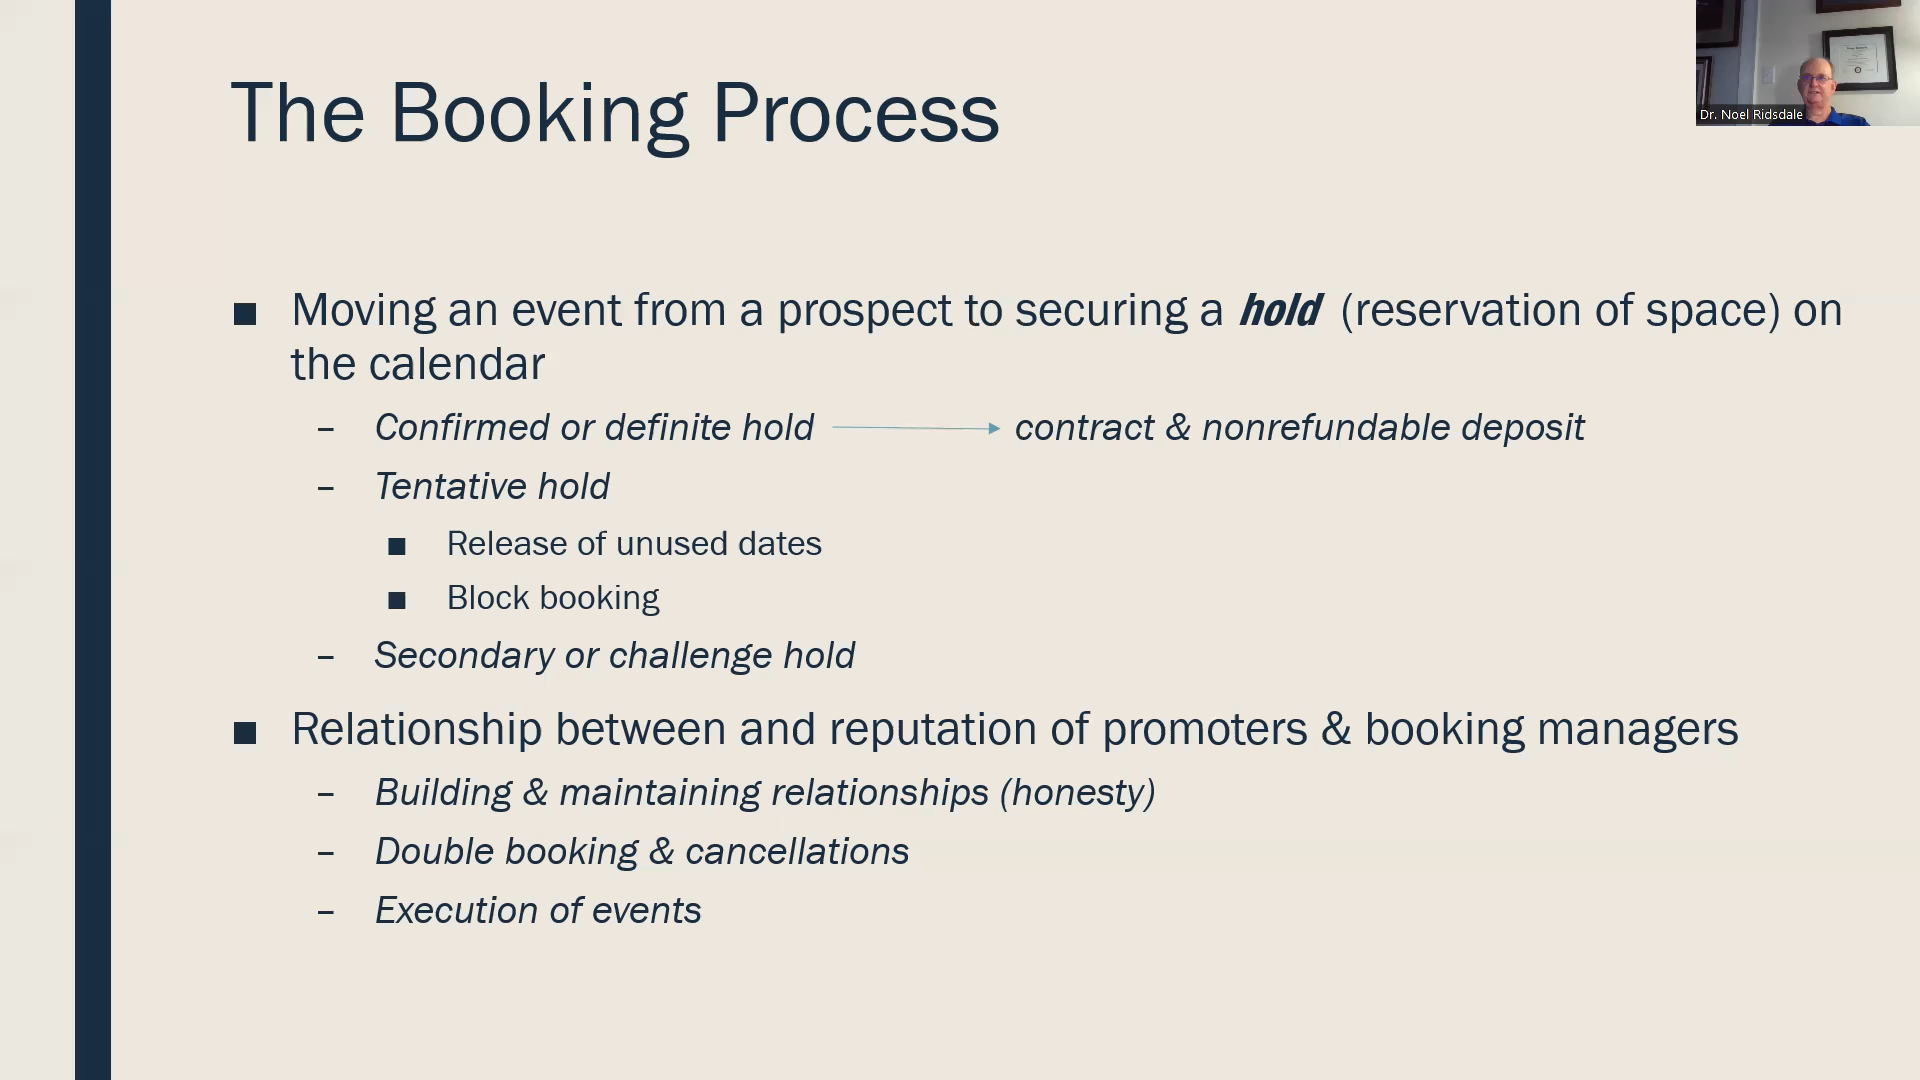 The Booking Process
Dr. Noel Ridsdale
■ Moving an event from a prospect to securing a hold (reservation of space) on
the calendar
– Confirmed or definite hold contract & nonrefundable deposit
– Tentative hold
■ Release of unused dates
■ Block booking
– Secondary or challenge hold
■ Relationship between and reputation of promoters & booking managers
– Building & maintaining relationships (honesty)
– Double booking & cancellations
– Execution of events